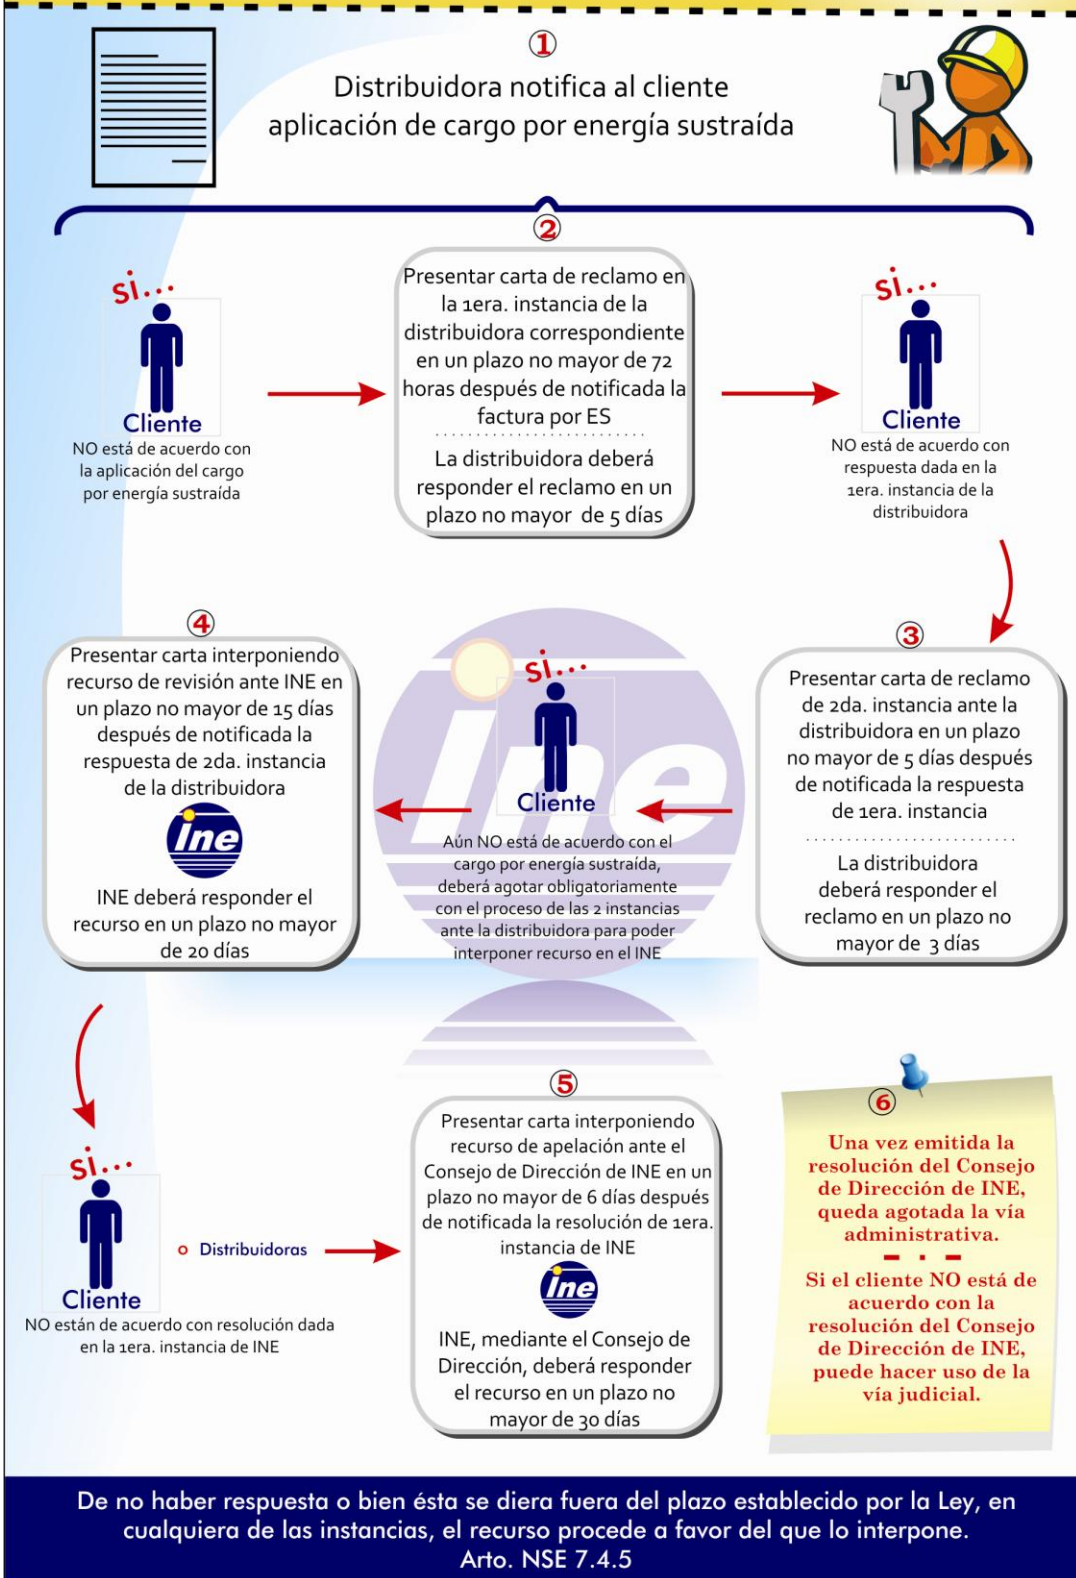 ①
Distribuidora notifica al cliente
aplicación de cargo por energía sustraída
②
si...
Cliente
NO está de acuerdo con
la aplicación del cargo
por energía sustraída
Presentar carta de reclamo en
la 1era. instancia de la
distribuidora correspondiente
en un plazo no mayor de 72
horas después de notificada la
factura por ES
La distribuidora deberá
responder el reclamo en un
plazo no mayor de 5 días
si...
Cliente
NO está de acuerdo con
respuesta dada en la
1era. instancia de la
distribuidora
③
Presentar carta de reclamo
de 2da. instancia ante la
distribuidora en un plazo
no mayor de 5 días después
de notificada la respuesta
de 1era. instancia
La distribuidora
deberá responder el
reclamo en un plazo no
mayor de 3 días
ine
si...
Cliente
Aún NO está de acuerdo con el
cargo por energía sustraída,
deberá agotar obligatoriamente
con el proceso de las 2 instancias
ante la distribuidora para poder
interponer recurso en el INE
④
Presentar carta interponiendo
recurso de revisión ante INE en
un plazo no mayor de 15 días
después de notificada la
respuesta de 2da. instancia
de la distribuidora
ine
INE deberá responder el
recurso en un plazo no mayor
de 20 días
si...
Cliente
o Distribuidoras
NO están de acuerdo con resolución dada
en la 1era. instancia de INE
⑤
Presentar carta interponiendo
recurso de apelación ante el
Consejo de Dirección de INE en un
plazo no mayor de 6 días después
de notificada la resolución de 1era.
instancia de INE
ine
INE, mediante el Consejo de
Dirección, deberá responder
el recurso en un plazo no
mayor de 30 días
⑥
Una vez emitida la
resolución del Consejo
de Dirección de INE,
queda agotada la vía
administrativa.
Si el cliente NO está de
acuerdo con la
resolución del Consejo
de Dirección de INE,
puede hacer uso de la
vía judicial.
De no haber respuesta o bien ésta se diera fuera del plazo establecido por la Ley, en
cualquiera de las instancias, el recurso procede a favor del que lo interpone.
Arto. NSE 7.4.5